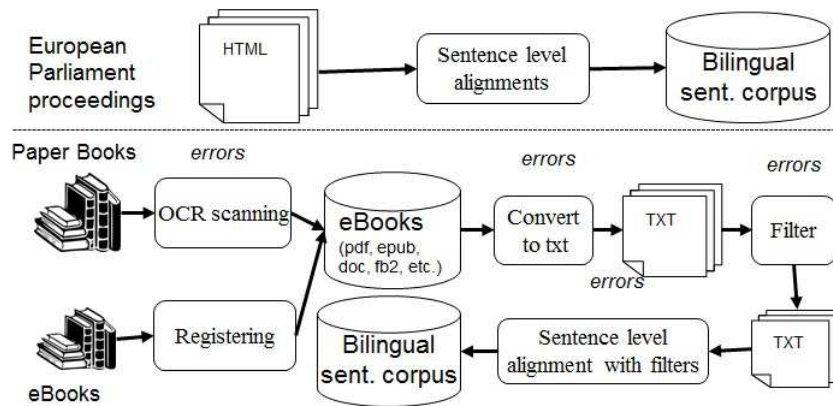 European
Parliament
proceedings
HTML
Sentence level
alignments
Bilingual
sent. corpus
Paper Books
errors
errors
errors
OCR scanning
eBooks
(pdf, epub,
doc, fb2, etc.)
Convert
to txt
TXT
Filter
errors
Registering
eBooks
Bilingual
sent. corpus
Sentence level
alignment with filters
TXT